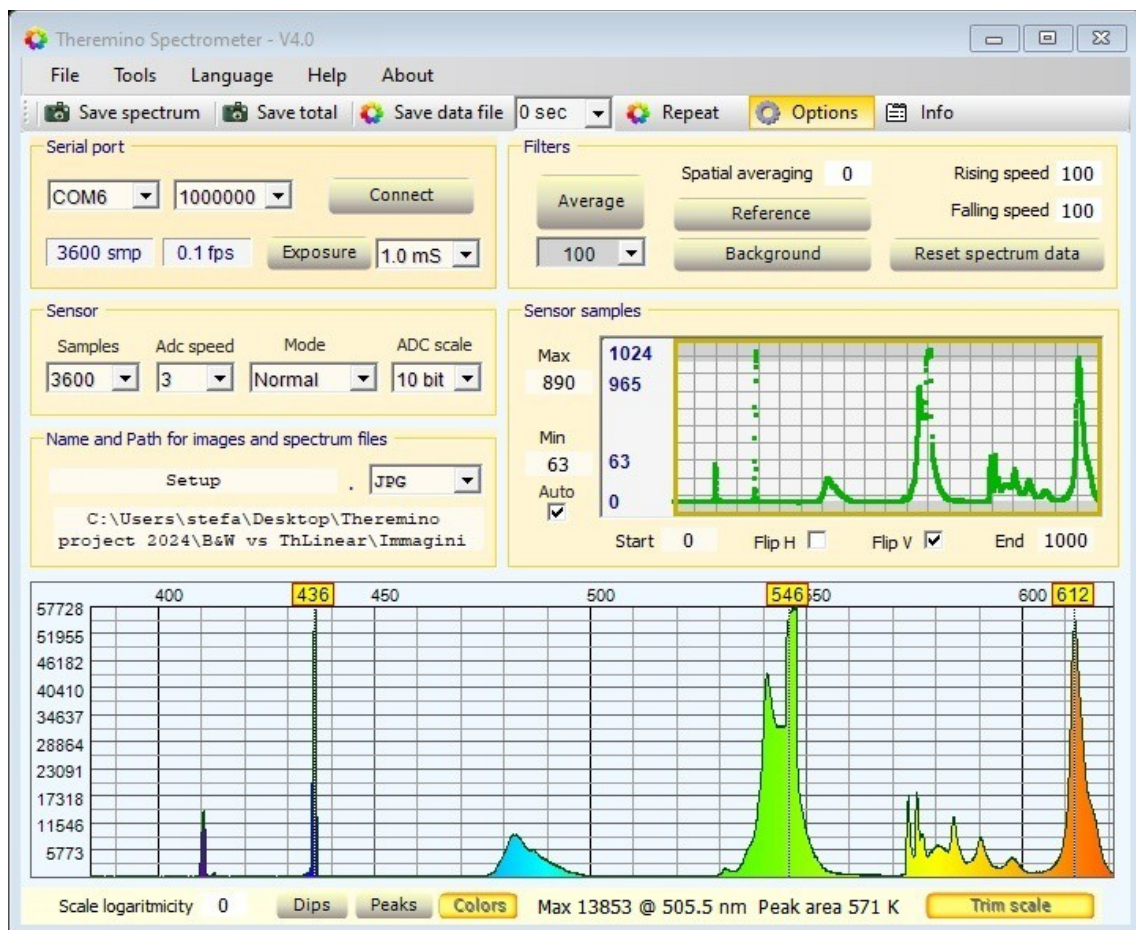 Theremino Spectrometer - V4.0
File Tools Language Help About
Save spectrum Save total Save data file 0 sec Repeat Options Info
Serial port
COM6 1000000 Connect
3600 smp 0.1 fps Exposure 1.0 mS
Filters
Spatial averaging 0 Rising speed 100
Average Reference Falling speed 100
100 Background Reset spectrum data
Sensor
Samples Adc speed Mode ADC scale
3600 3 Normal 10 bit
Sensor samples
Max 1024
890 965
Min
63 63
Auto 0
Start 0 Flip H Flip V End 1000
Name and Path for images and spectrum files
Setup . JPG
C:\Users\stefa\Desktop\Theremino
project 2024\B&W vs ThLinear\Immagini
400 436 450 500 546 550 600 612
57728
51955
46182
40410
34637
28864
23091
17318
11546
5773
Scale logaritmicity 0 Dips Peaks Colors Max 13853 @ 505.5 nm Peak area 571 K Trim scale